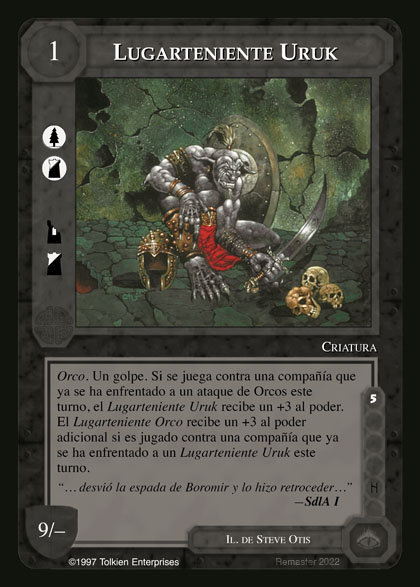 1
LUGARTENIENTE URUK
CRIATURA
Orco. Un golpe. Si se juega contra una compañía que
ya se ha enfrentado a un ataque de Orcos este
turno, el Lugarteniente Uruk recibe un +3 al poder.
El Lugarteniente Orco recibe un +3 al poder
adicional si es jugado contra una compañía que ya
se ha enfrentado a un Lugarteniente Uruk este
turno.
5
“… desvió la espada de Boromir y lo hizo retroceder…”
—SdlA I
9/–
IL. DE STEVE OTIS
©1997 Tolkien Enterprises
Remaster 2022